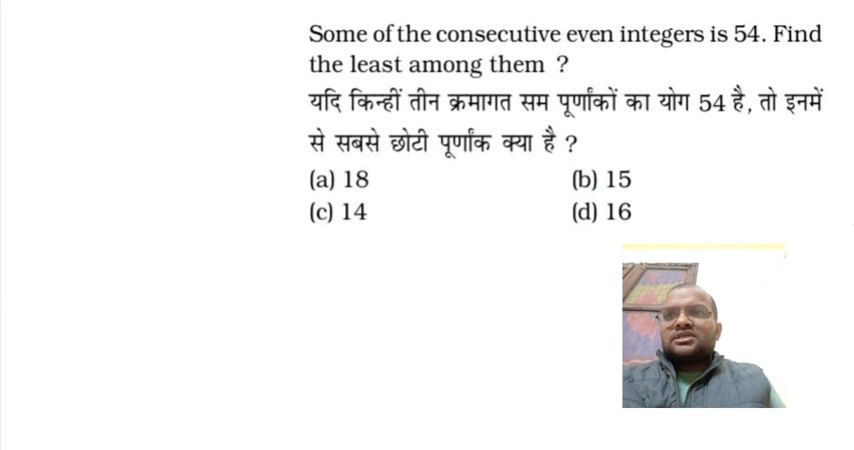 Some of the consecutive even integers is 54. Find
the least among them ?
यदि किन्हीं तीन क्रमागत सम पूर्णांकों का योग 54 है, तो इनमें
से सबसे छोटी पूर्णांक क्या है ?
(a) 18 (b) 15
(c) 14 (d) 16